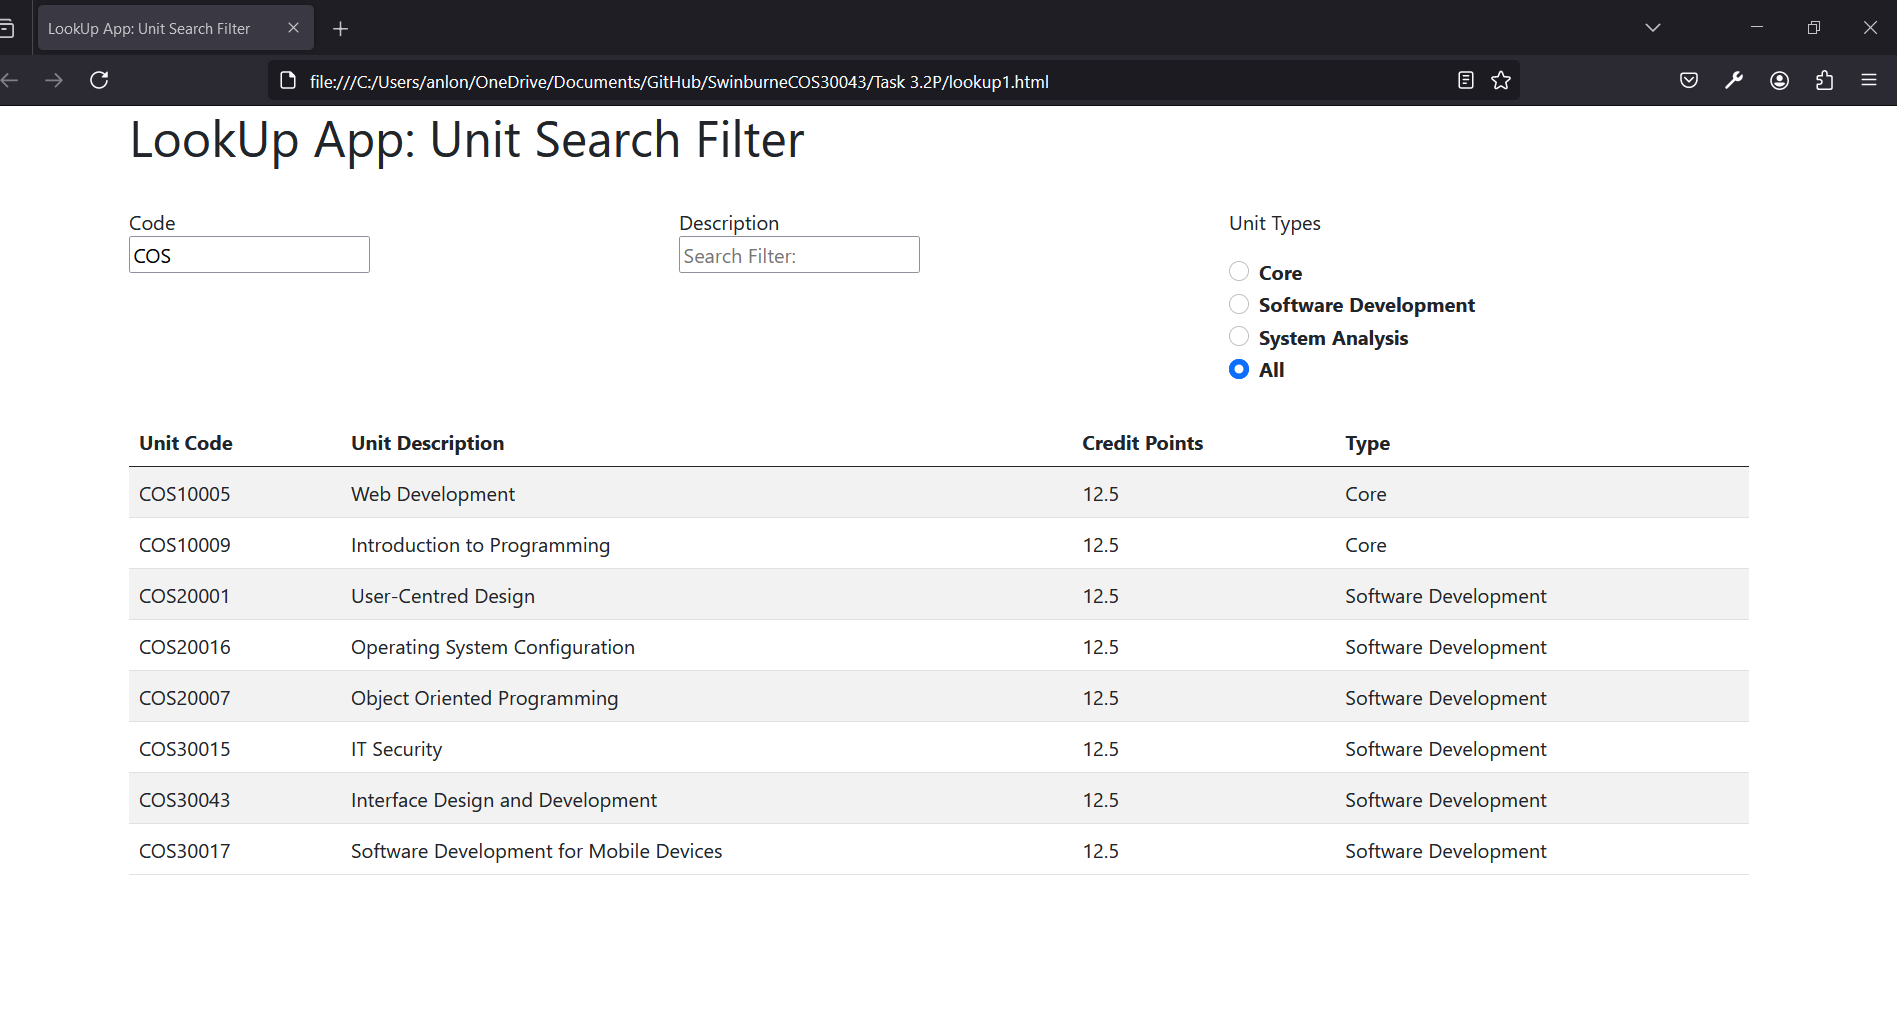 LookUp App: Unit Search Filter
file:///C:/Users/anlon/OneDrive/Documents/GitHub/SwinburneCOS30043/Task 3.2P/lookup1.html
LookUp App: Unit Search Filter
Code Description Unit Types
COS Search Filter:
Core
Software Development
System Analysis
All
Unit Code Unit Description Credit Points Type
COS10005 Web Development 12.5 Core
COS10009 Introduction to Programming 12.5 Core
COS20001 User-Centred Design 12.5 Software Development
COS20016 Operating System Configuration 12.5 Software Development
COS20007 Object Oriented Programming 12.5 Software Development
COS30015 IT Security 12.5 Software Development
COS30043 Interface Design and Development 12.5 Software Development
COS30017 Software Development for Mobile Devices 12.5 Software Development